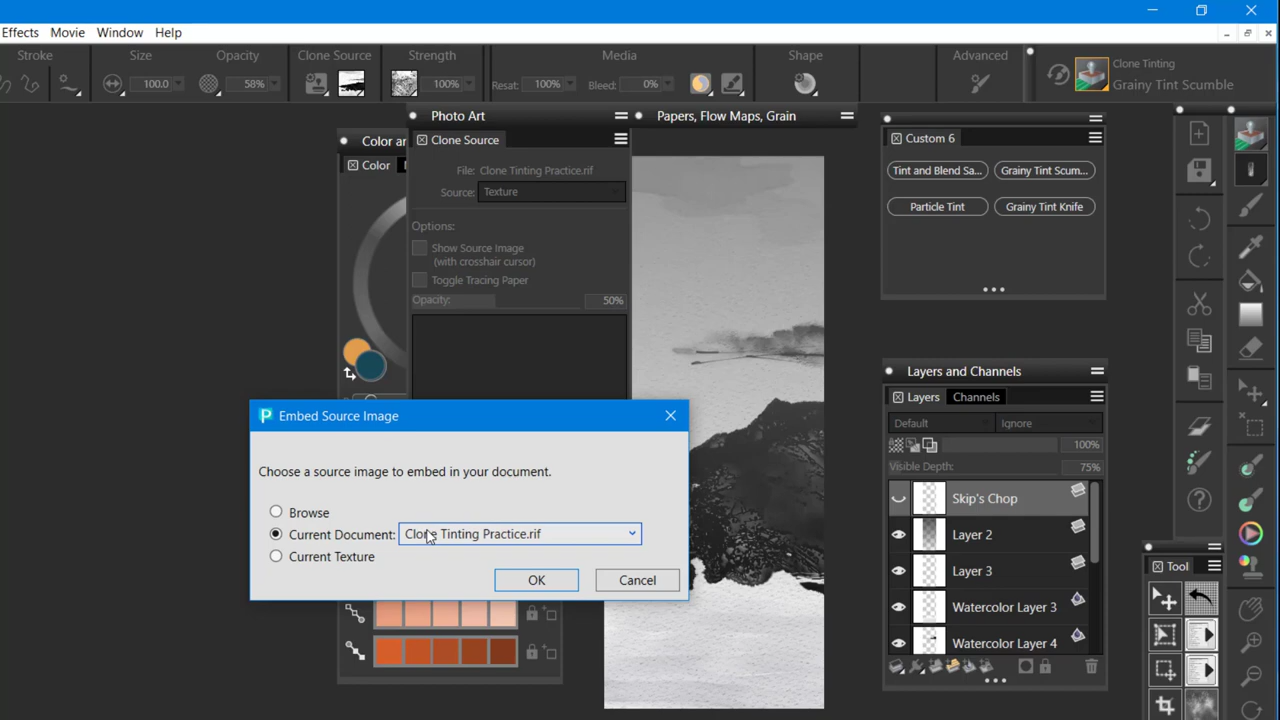 Effects Movie Window Help
Stroke Size Opacity Clone Source Strength Media Shape Advanced
100.0 58% 100% Resat: 100% Bleed: 0%
Clone Tinting
Grainy Tint Scumble
Photo Art
Papers, Flow Maps, Grain
Color ar
Color
Clone Source
File: Clone Tinting Practice.rif
Source: Texture
Options:
Show Source Image
(with crosshair cursor)
Toggle Tracing Paper
Opacity: 50%
Custom 6
Tint and Blend Sa... Grainy Tint Scum...
Particle Tint Grainy Tint Knife
Embed Source Image
Choose a source image to embed in your document.
Browse
Current Document: Clone Tinting Practice.rif
Current Texture
OK Cancel
Layers and Channels
Layers Channels
Default Ignore
100%
Visible Depth: 75%
Skip's Chop
Layer 2
Layer 3
Watercolor Layer 3
Watercolor Layer 4
Tool